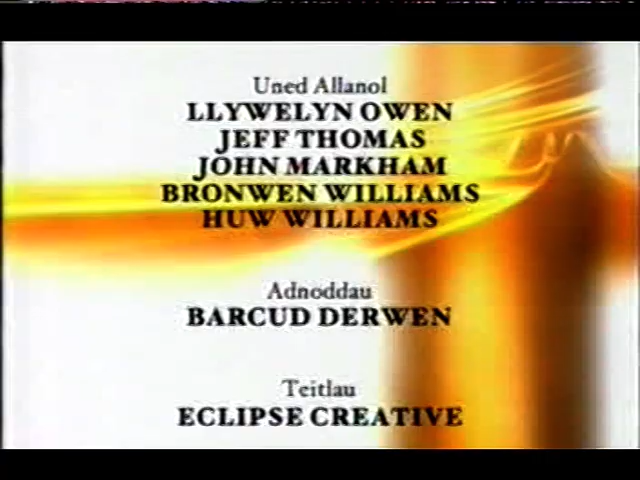 Uned Allanol
LLYWELYN OWEN
JEFF THOMAS
JOHN MARKHAM
BRONWEN WILLIAMS
HUW WILLIAMS
Adnoddau
BARCUD DERWEN
Teitlau
ECLIPSE CREATIVE